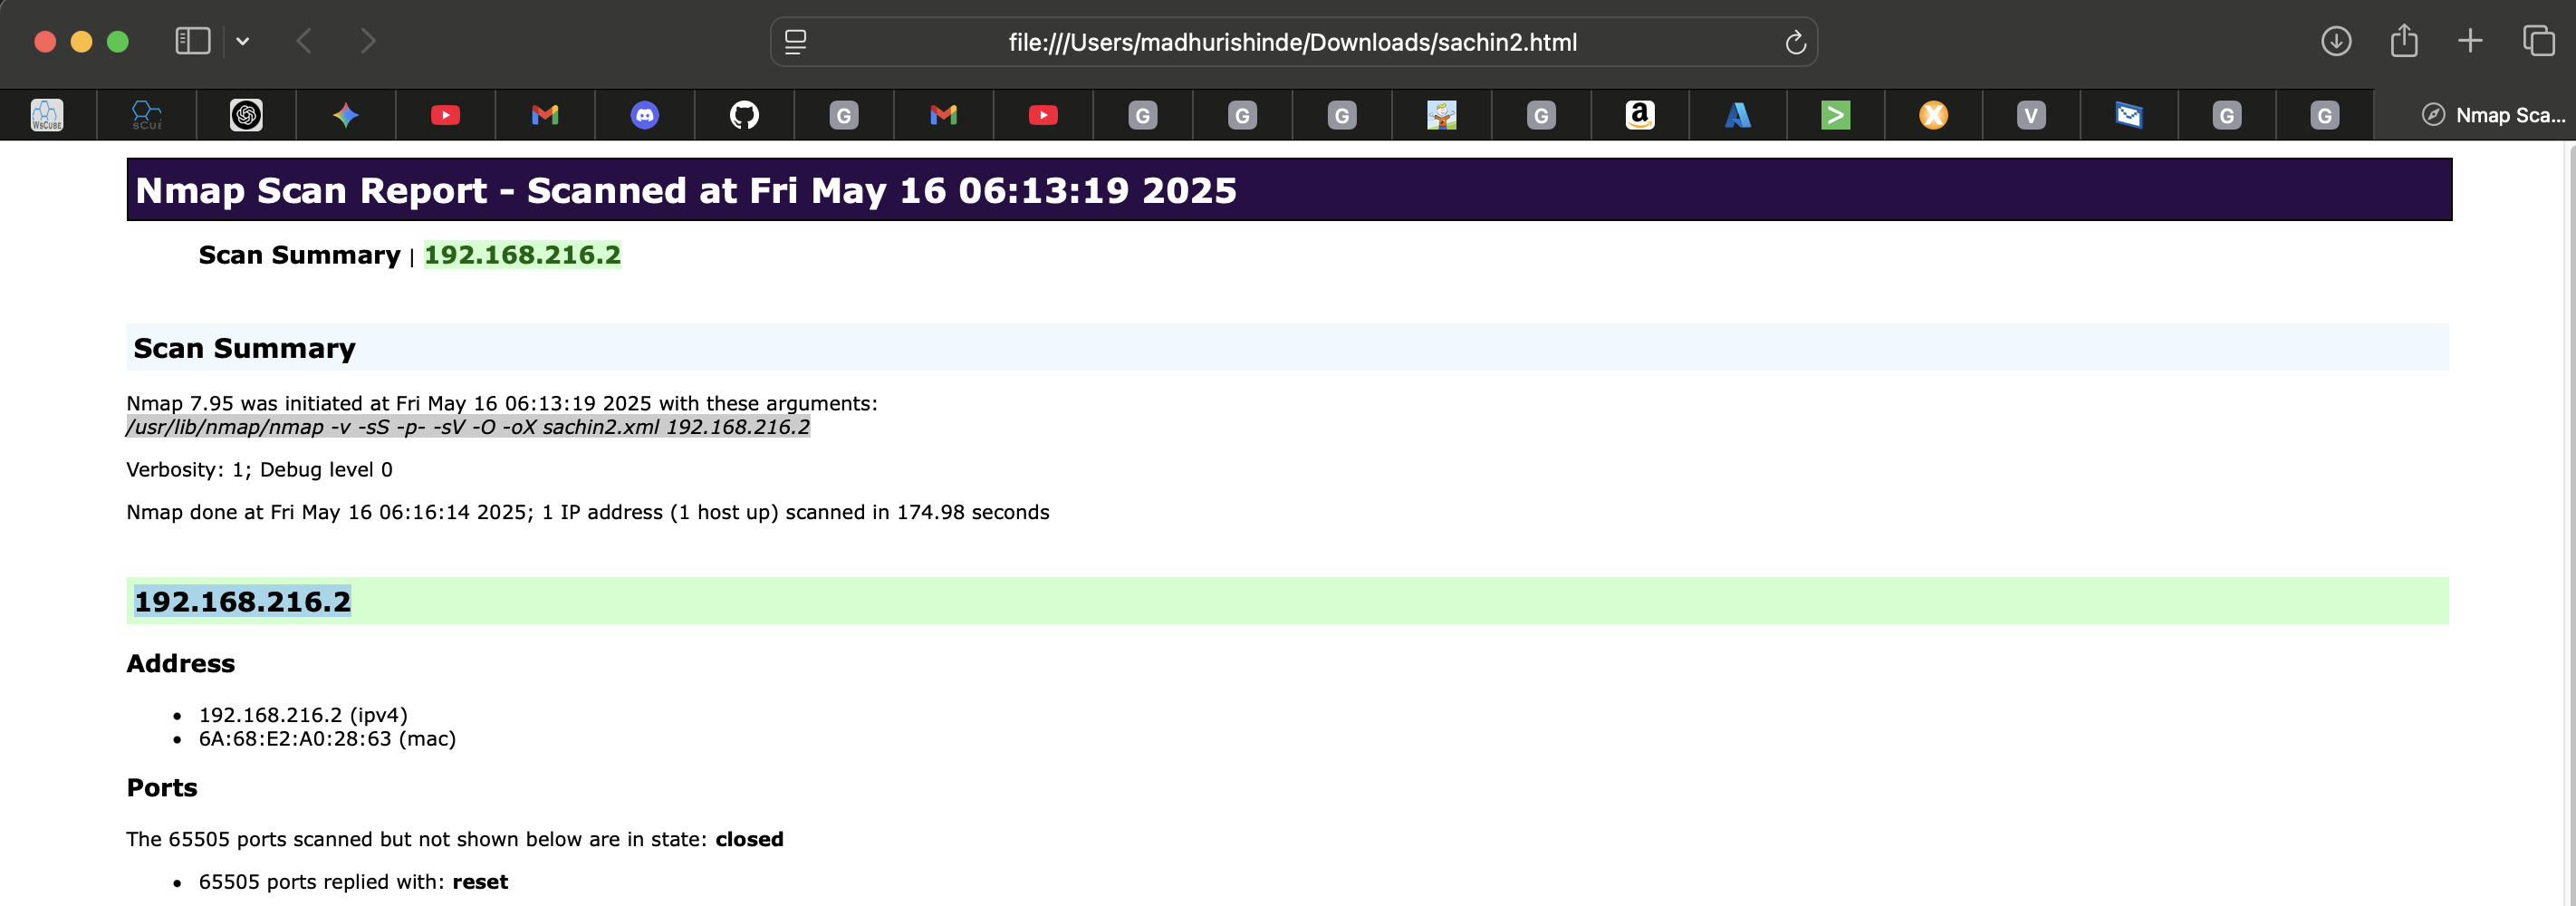 file:///Users/madhurishinde/Downloads/sachin2.html
WsCube
sCUE
G
G
G
G
G
a
V
G
G
Nmap Sca...
Nmap Scan Report - Scanned at Fri May 16 06:13:19 2025
Scan Summary | 192.168.216.2
Scan Summary
Nmap 7.95 was initiated at Fri May 16 06:13:19 2025 with these arguments:
/usr/lib/nmap/nmap -v -sS -p- -sV -O -oX sachin2.xml 192.168.216.2
Verbosity: 1; Debug level 0
Nmap done at Fri May 16 06:16:14 2025; 1 IP address (1 host up) scanned in 174.98 seconds
192.168.216.2
Address
• 192.168.216.2 (ipv4)
• 6A:68:E2:A0:28:63 (mac)
Ports
The 65505 ports scanned but not shown below are in state: closed
• 65505 ports replied with: reset